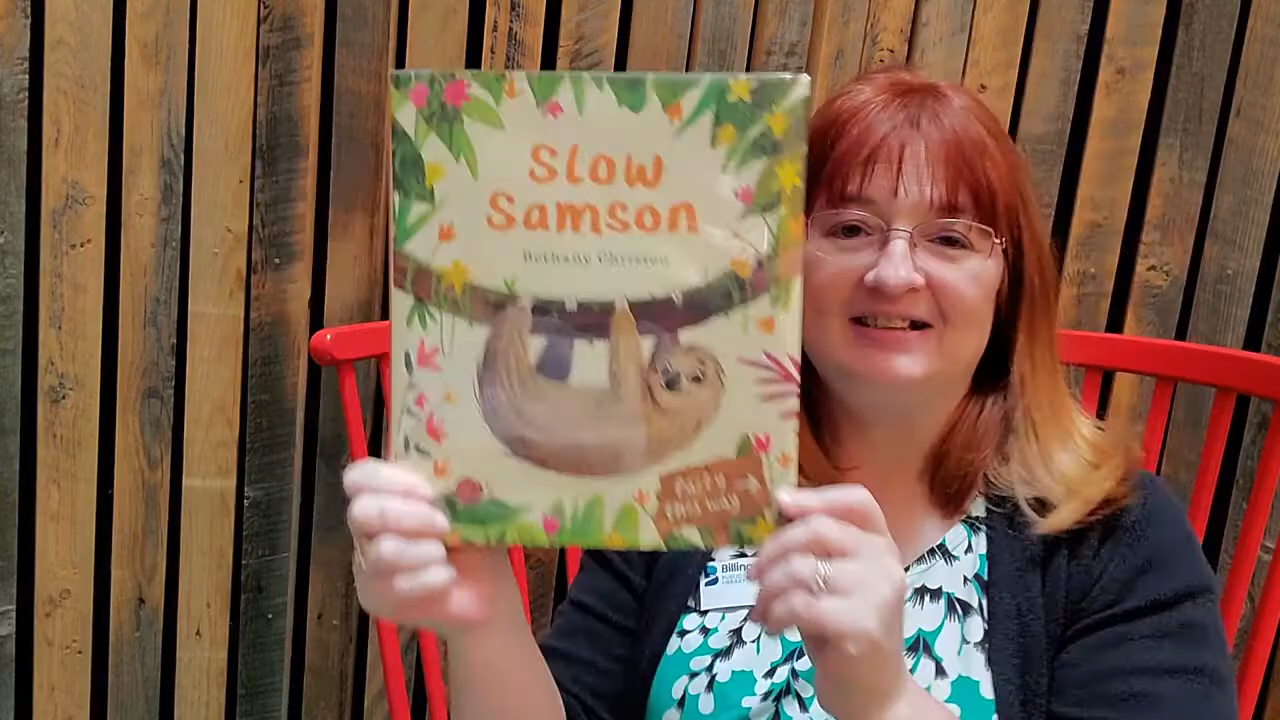 Slow
Samson
Bethany Christou
Party
this way
Billings
PUBLIC
LIBRARY